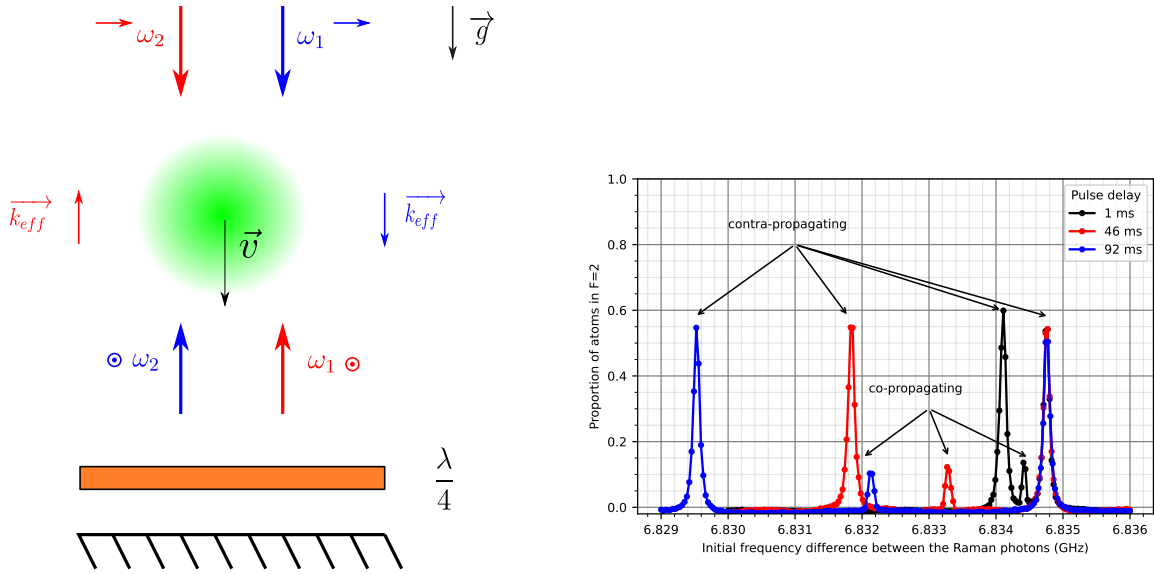 ω₂
ω₁
g⃗
k_eff
v⃗
k_eff
ω₂
ω₁
λ/4
Pulse delay
1 ms
46 ms
92 ms
contra-propagating
co-propagating
Proportion of atoms in F=2
1.0
0.8
0.6
0.4
0.2
0.0
6.829 6.830 6.831 6.832 6.833 6.834 6.835 6.836
Initial frequency difference between the Raman photons (GHz)